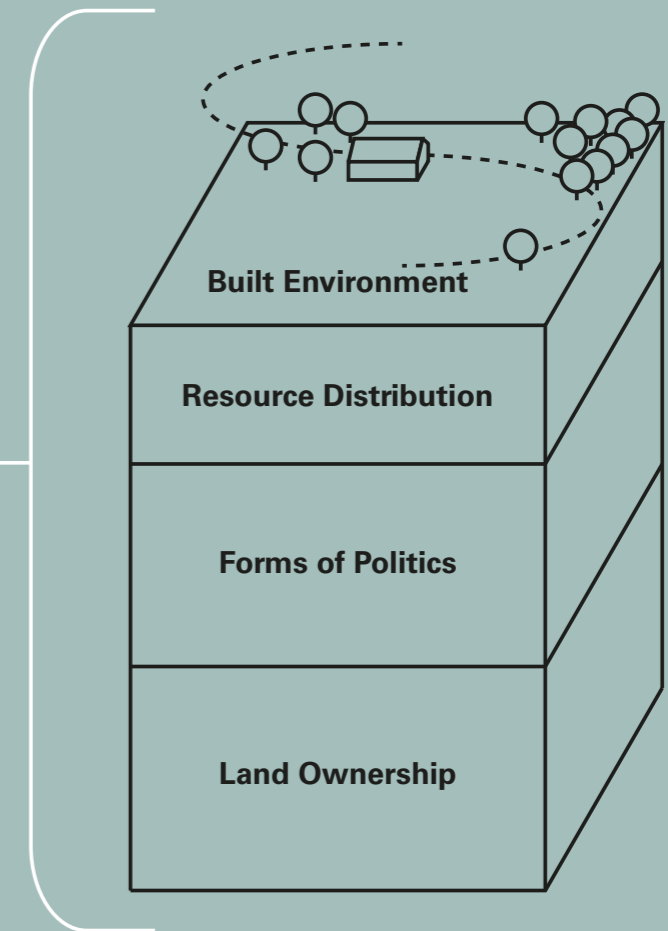 Built Environment
Resource Distribution
Forms of Politics
Land Ownership